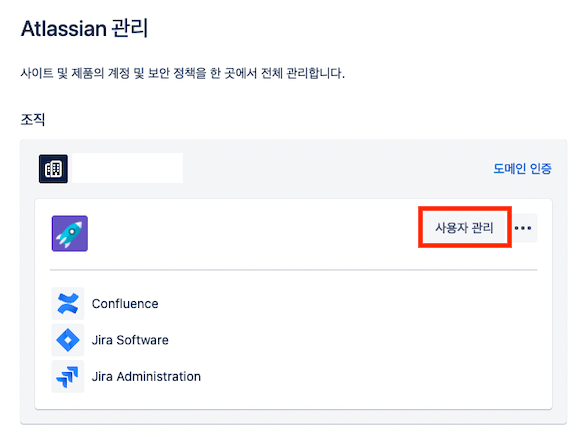 Atlassian 관리
사이트 및 제품의 계정 및 보안 정책을 한 곳에서 전체 관리합니다.
조직
도메인 인증
사용자 관리
Confluence
Jira Software
Jira Administration